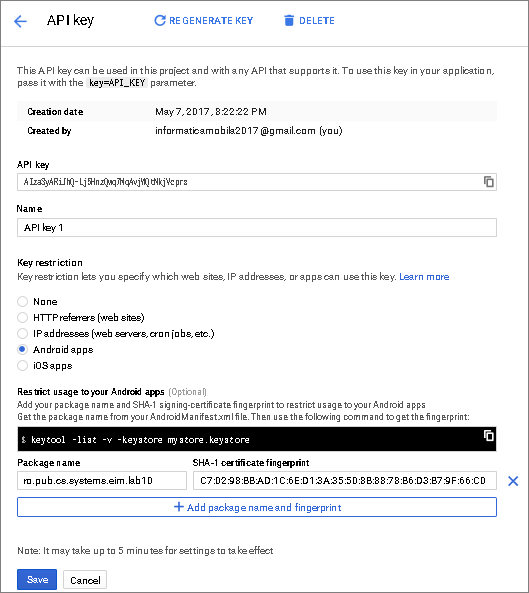 API key
REGENERATE KEY
DELETE
This API key can be used in this project and with any API that supports it. To use this key in your application,
pass it with the key=API_KEY parameter.
Creation date May 7, 2017, 8:22:22 PM
Created by informaticamobila2017@gmail.com (you)
API key
Name
API key 1
Key restriction
Key restriction lets you specify which web sites, IP addresses, or apps can use this key. Learn more
None
HTTP referrers (web sites)
IP addresses (web servers, cron jobs, etc.)
Android apps
iOS apps
Restrict usage to your Android apps (Optional)
Add your package name and SHA-1 signing-certificate fingerprint to restrict usage to your Android apps
Get the package name from your AndroidManifest.xml file. Then use the following command to get the fingerprint:
$ keytool -list -v -keystore mystore.keystore
Package name SHA-1 certificate fingerprint
ro.pub.cs.systems.eim.lab10 C7:D2:98:BB:AD:1C:6E:D1:3A:35:50:8B:88:78:B6:D3:B7:9F:66:CD
+ Add package name and fingerprint
Note: It may take up to 5 minutes for settings to take effect
Save Cancel